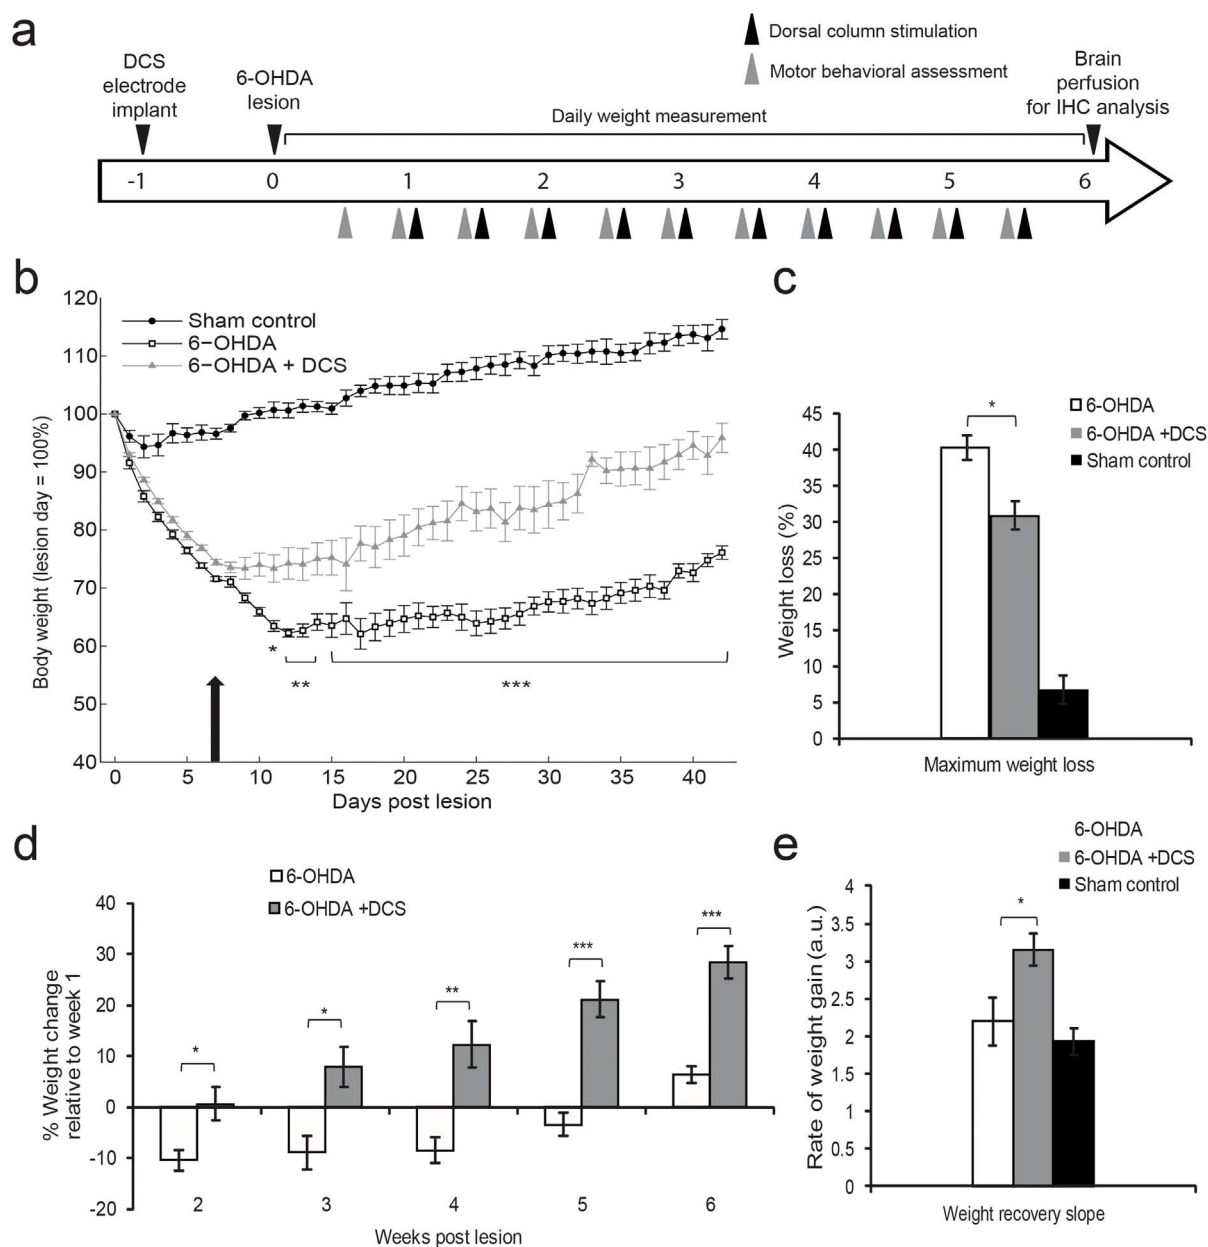 a
Dorsal column stimulation
Motor behavioral assessment
DCS
electrode
implant
6-OHDA
lesion
Daily weight measurement
Brain
perfusion
for IHC analysis
-1 0 1 2 3 4 5 6
b
Body weight (lesion day = 100%)
120
110
100
90
80
70
60
50
40
Sham control
6-OHDA
6-OHDA + DCS
*
**
***
0 5 10 15 20 25 30 35 40
Days post lesion
c
6-OHDA
6-OHDA +DCS
Sham control
Weight loss (%)
45
40
35
30
25
20
15
10
5
0
*
Maximum weight loss
d
6-OHDA
6-OHDA +DCS
% Weight change
relative to week 1
40
30
20
10
0
-10
-20
*
*
**
***
***
2 3 4 5 6
Weeks post lesion
e
6-OHDA
6-OHDA +DCS
Sham control
Rate of weight gain (a.u.)
4
3.5
3
2.5
2
1.5
1
0.5
0
*
Weight recovery slope